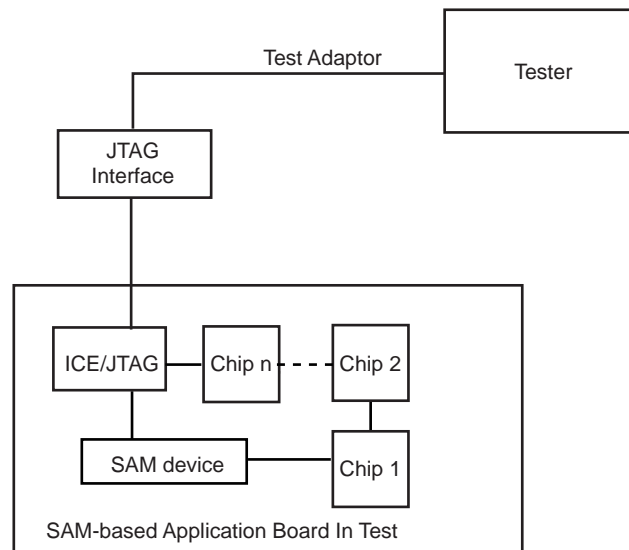 Test Adaptor
Tester
JTAG
Interface
ICE/JTAG
Chip n
Chip 2
SAM device
Chip 1
SAM-based Application Board In Test